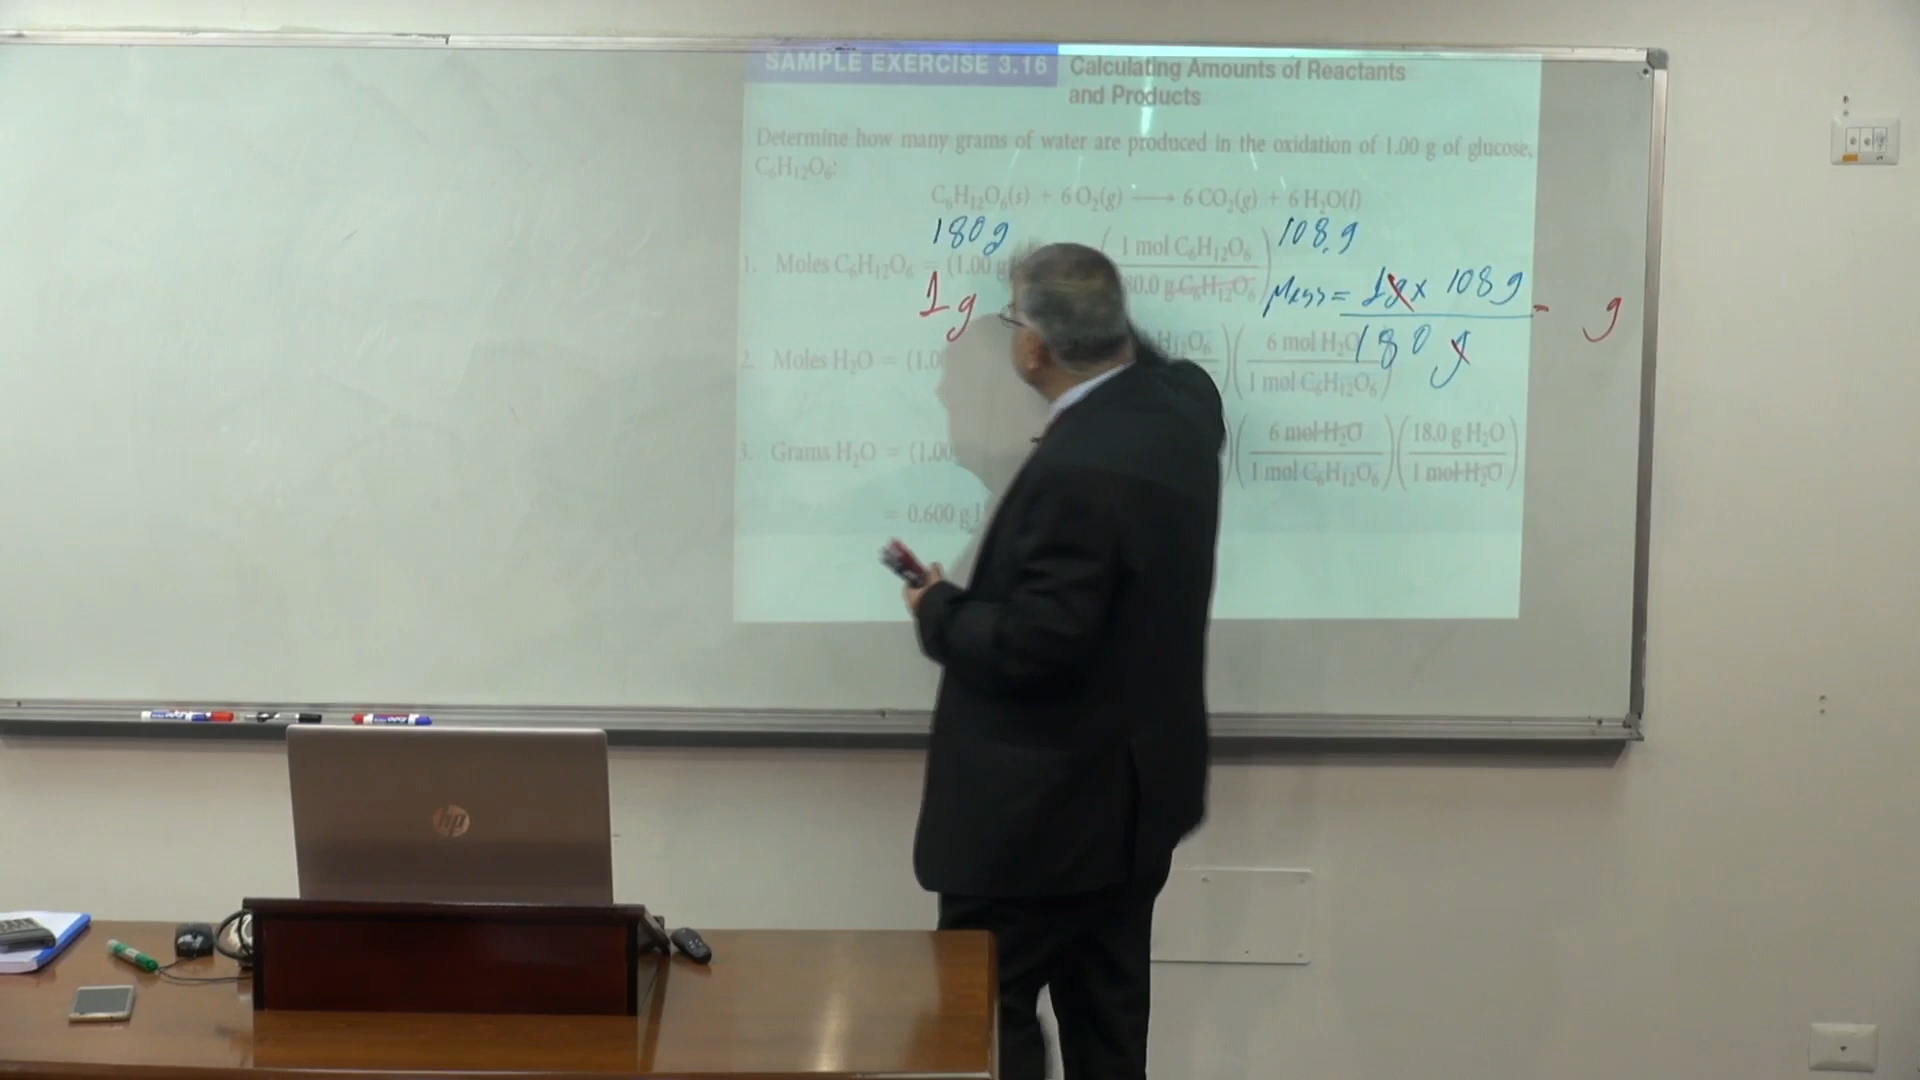 SAMPLE EXERCISE 3.16 Calculating Amounts of Reactants
and Products
Determine how many grams of water are produced in the oxidation of 1.00 g of glucose,
C₆H₁₂O₆:
C₆H₁₂O₆(s) + 6 O₂(g) ⟶ 6 CO₂(g) + 6 H₂O(l)
180 g 108 g
1. Moles C₆H₁₂O₆ = (1.00 g (1 mol C₆H₁₂O₆ / 80.0 g C₆H₁₂O₆)
1 g Mass = 1g x 108 g / 180 g = g
2. Moles H₂O = (1.00 H₁₂O₆ )(6 mol H₂O / 1 mol C₆H₁₂O₆)
3. Grams H₂O = (1.00 )(6 mol H₂O / 1 mol C₆H₁₂O₆)(18.0 g H₂O / 1 mol H₂O)
= 0.600 g
hp